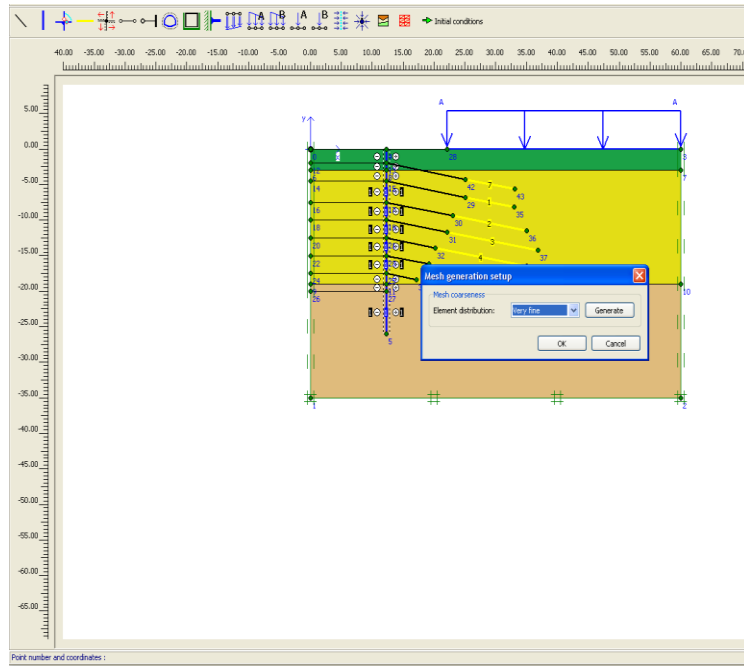 A B A B Initial conditions
-40.00 -35.00 -30.00 -25.00 -20.00 -15.00 -10.00 -5.00 0.00 5.00 10.00 15.00 20.00 25.00 30.00 35.00 40.00 45.00 50.00 55.00 60.00 65.00 70.
A A
5.00
y
0.00
x 28 3
12 7
-5.00
14 42 7 43
29 1 35
-10.00
16 30 2 36
18 31 3 37
-15.00
20 32 4
22
Mesh generation setup
-20.00
24 10
26 27
Mesh coarseness
Element distribution: Very fine Generate
-25.00
OK Cancel
5
-30.00
-35.00
1 2
-40.00
-45.00
-50.00
-55.00
-60.00
-65.00
Point number and coordinates :